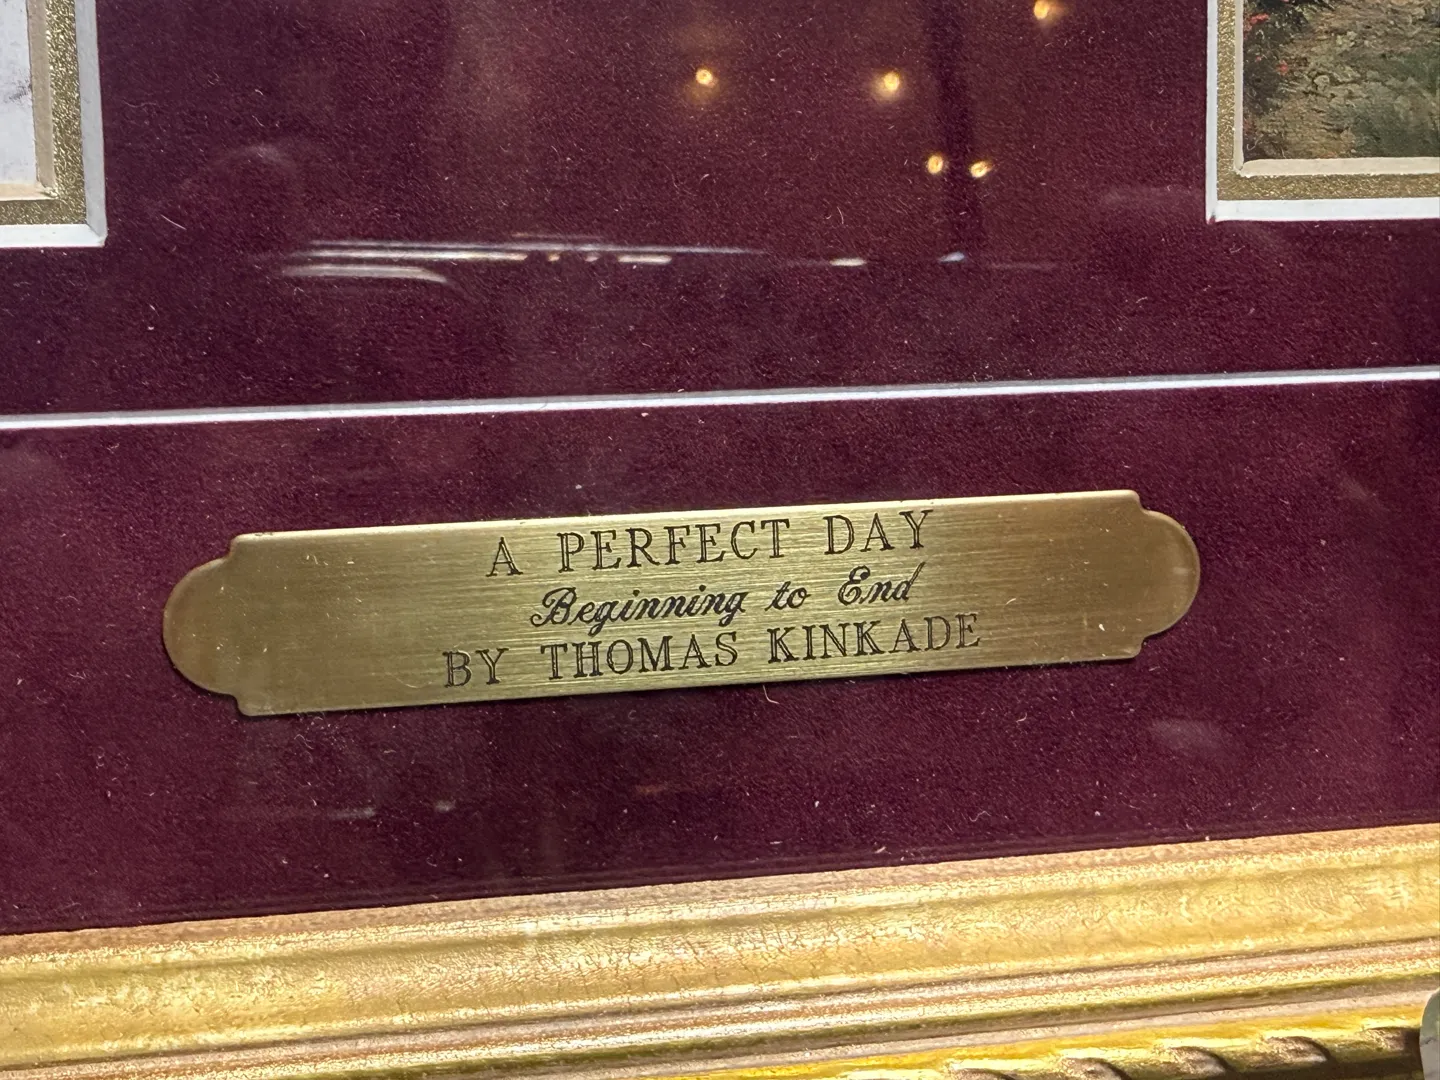 A PERFECT DAY
Beginning to End
BY THOMAS KINKADE